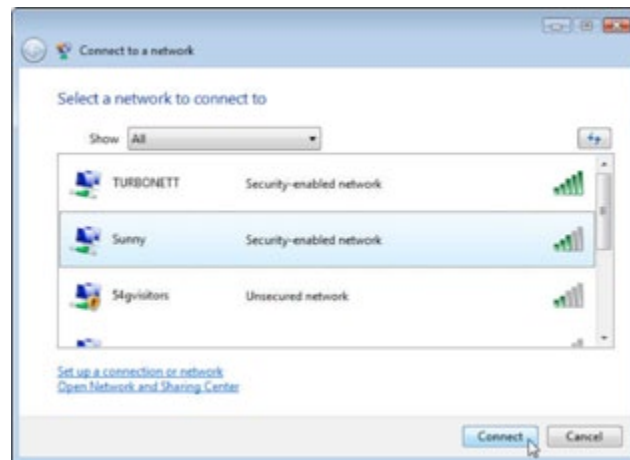 Connect to a network
Select a network to connect to
Show All
TURBONETT Security-enabled network
Sunny Security-enabled network
54gvisitors Unsecured network
Set up a connection or network
Open Network and Sharing Center
Connect Cancel